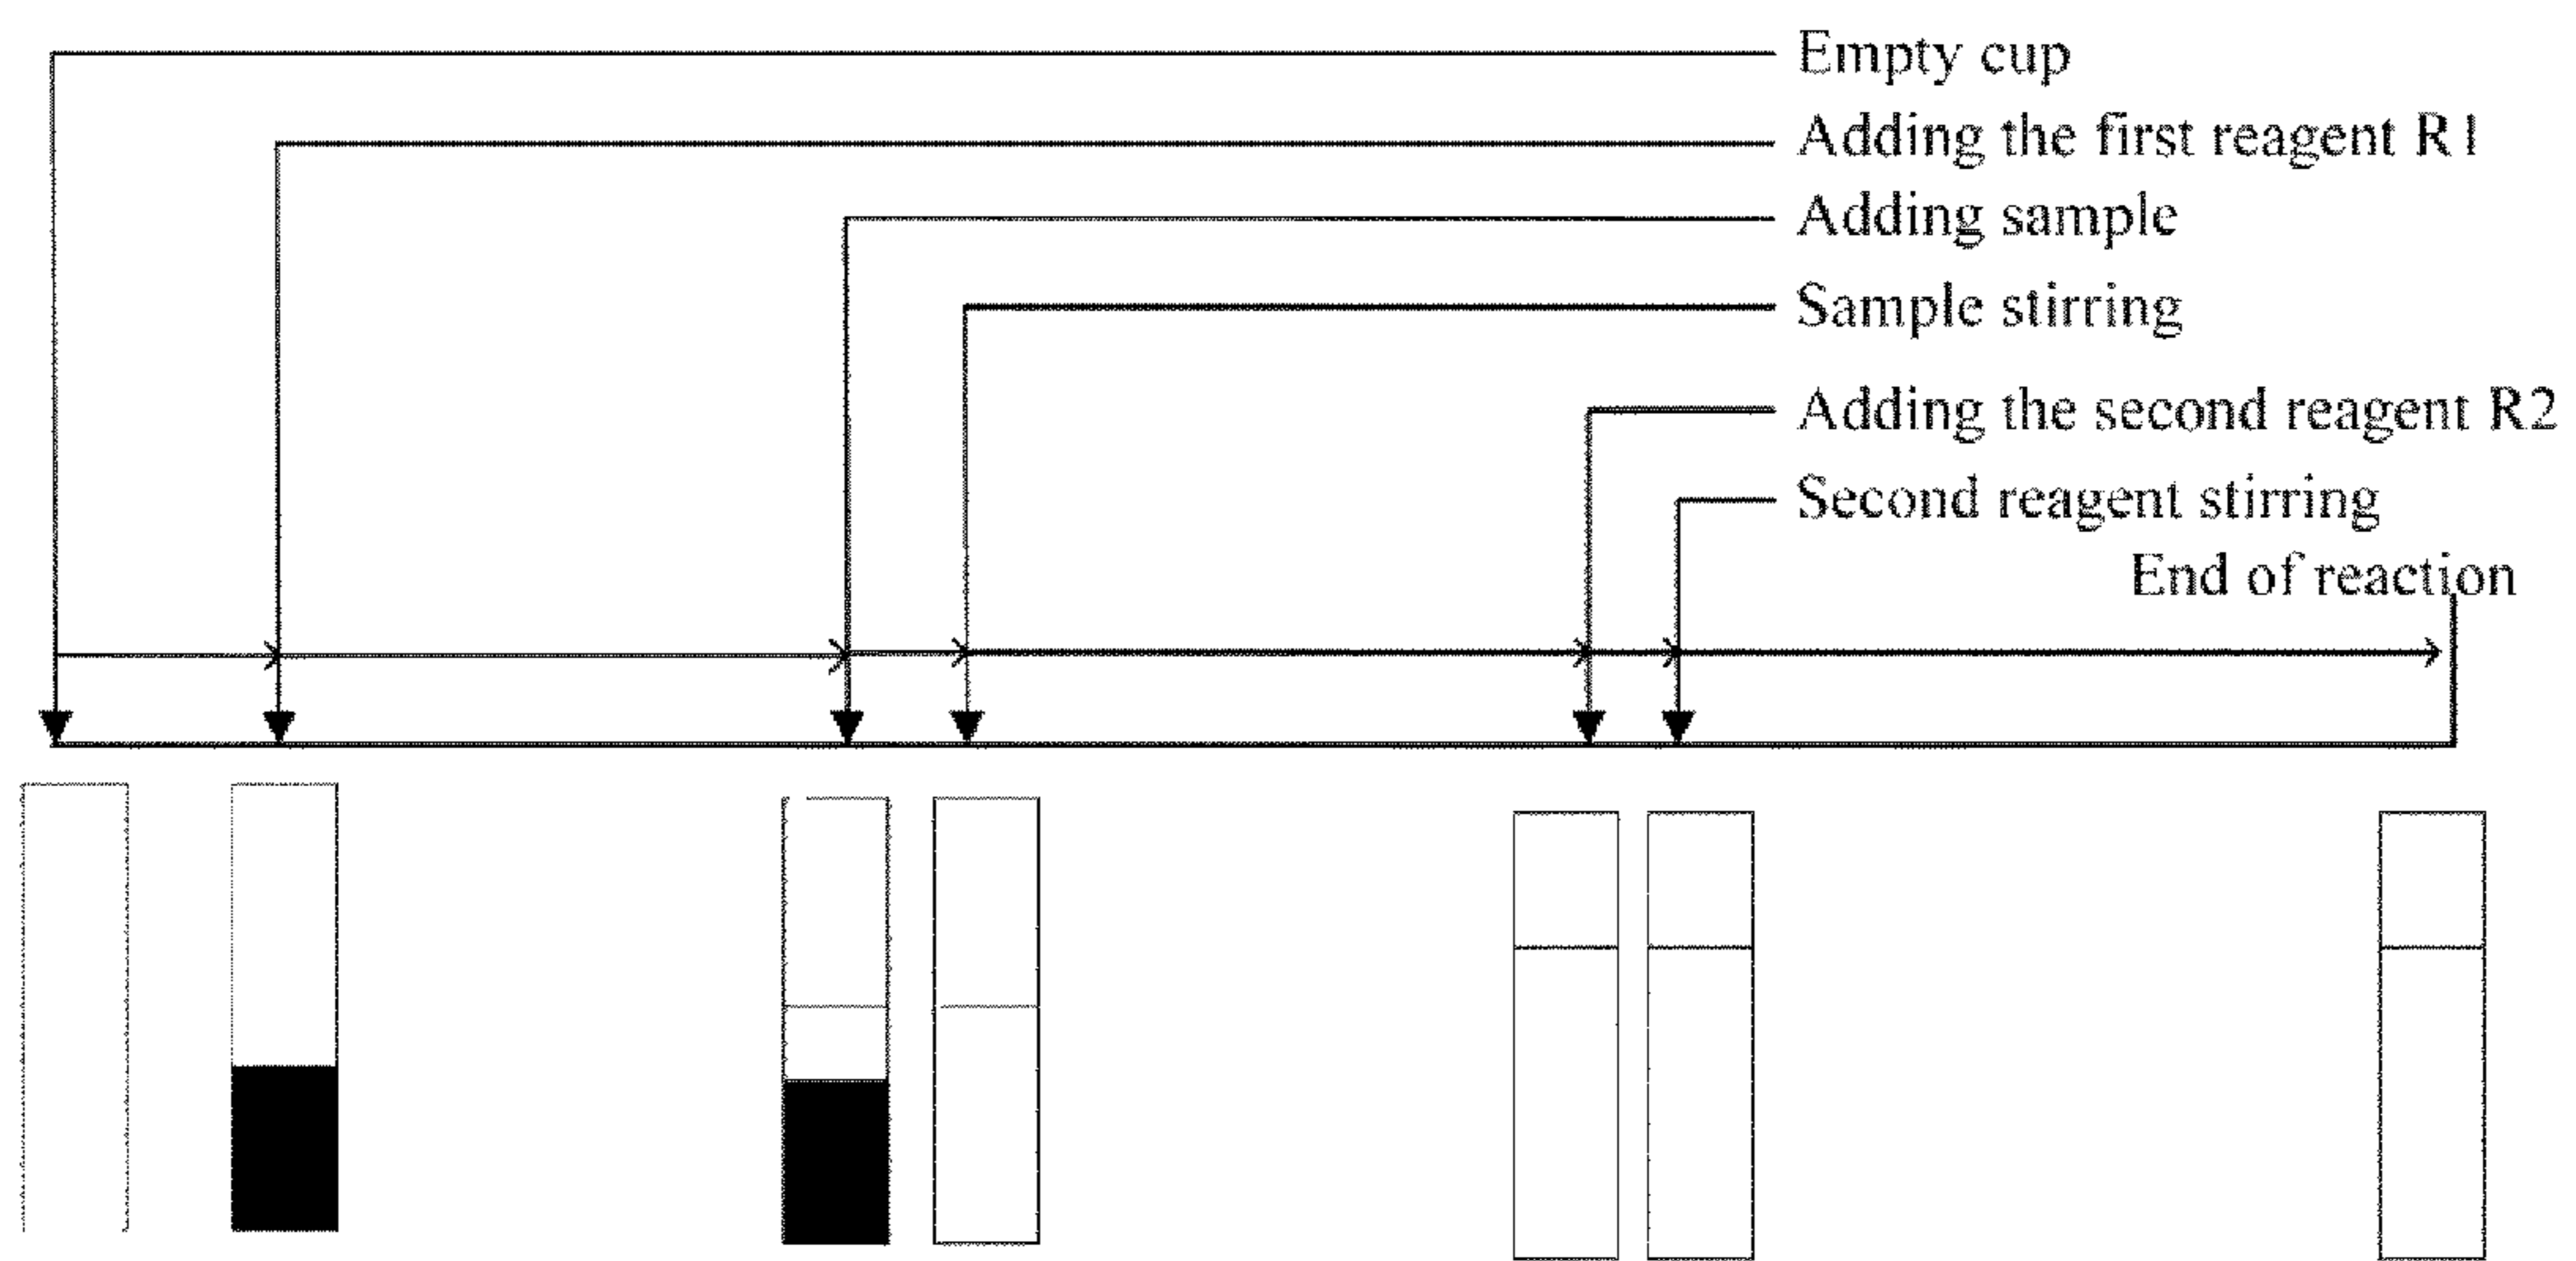 Empty cup
Adding the first reagent R1
Adding sample
Sample stirring
Adding the second reagent R2
Second reagent stirring
End of reaction